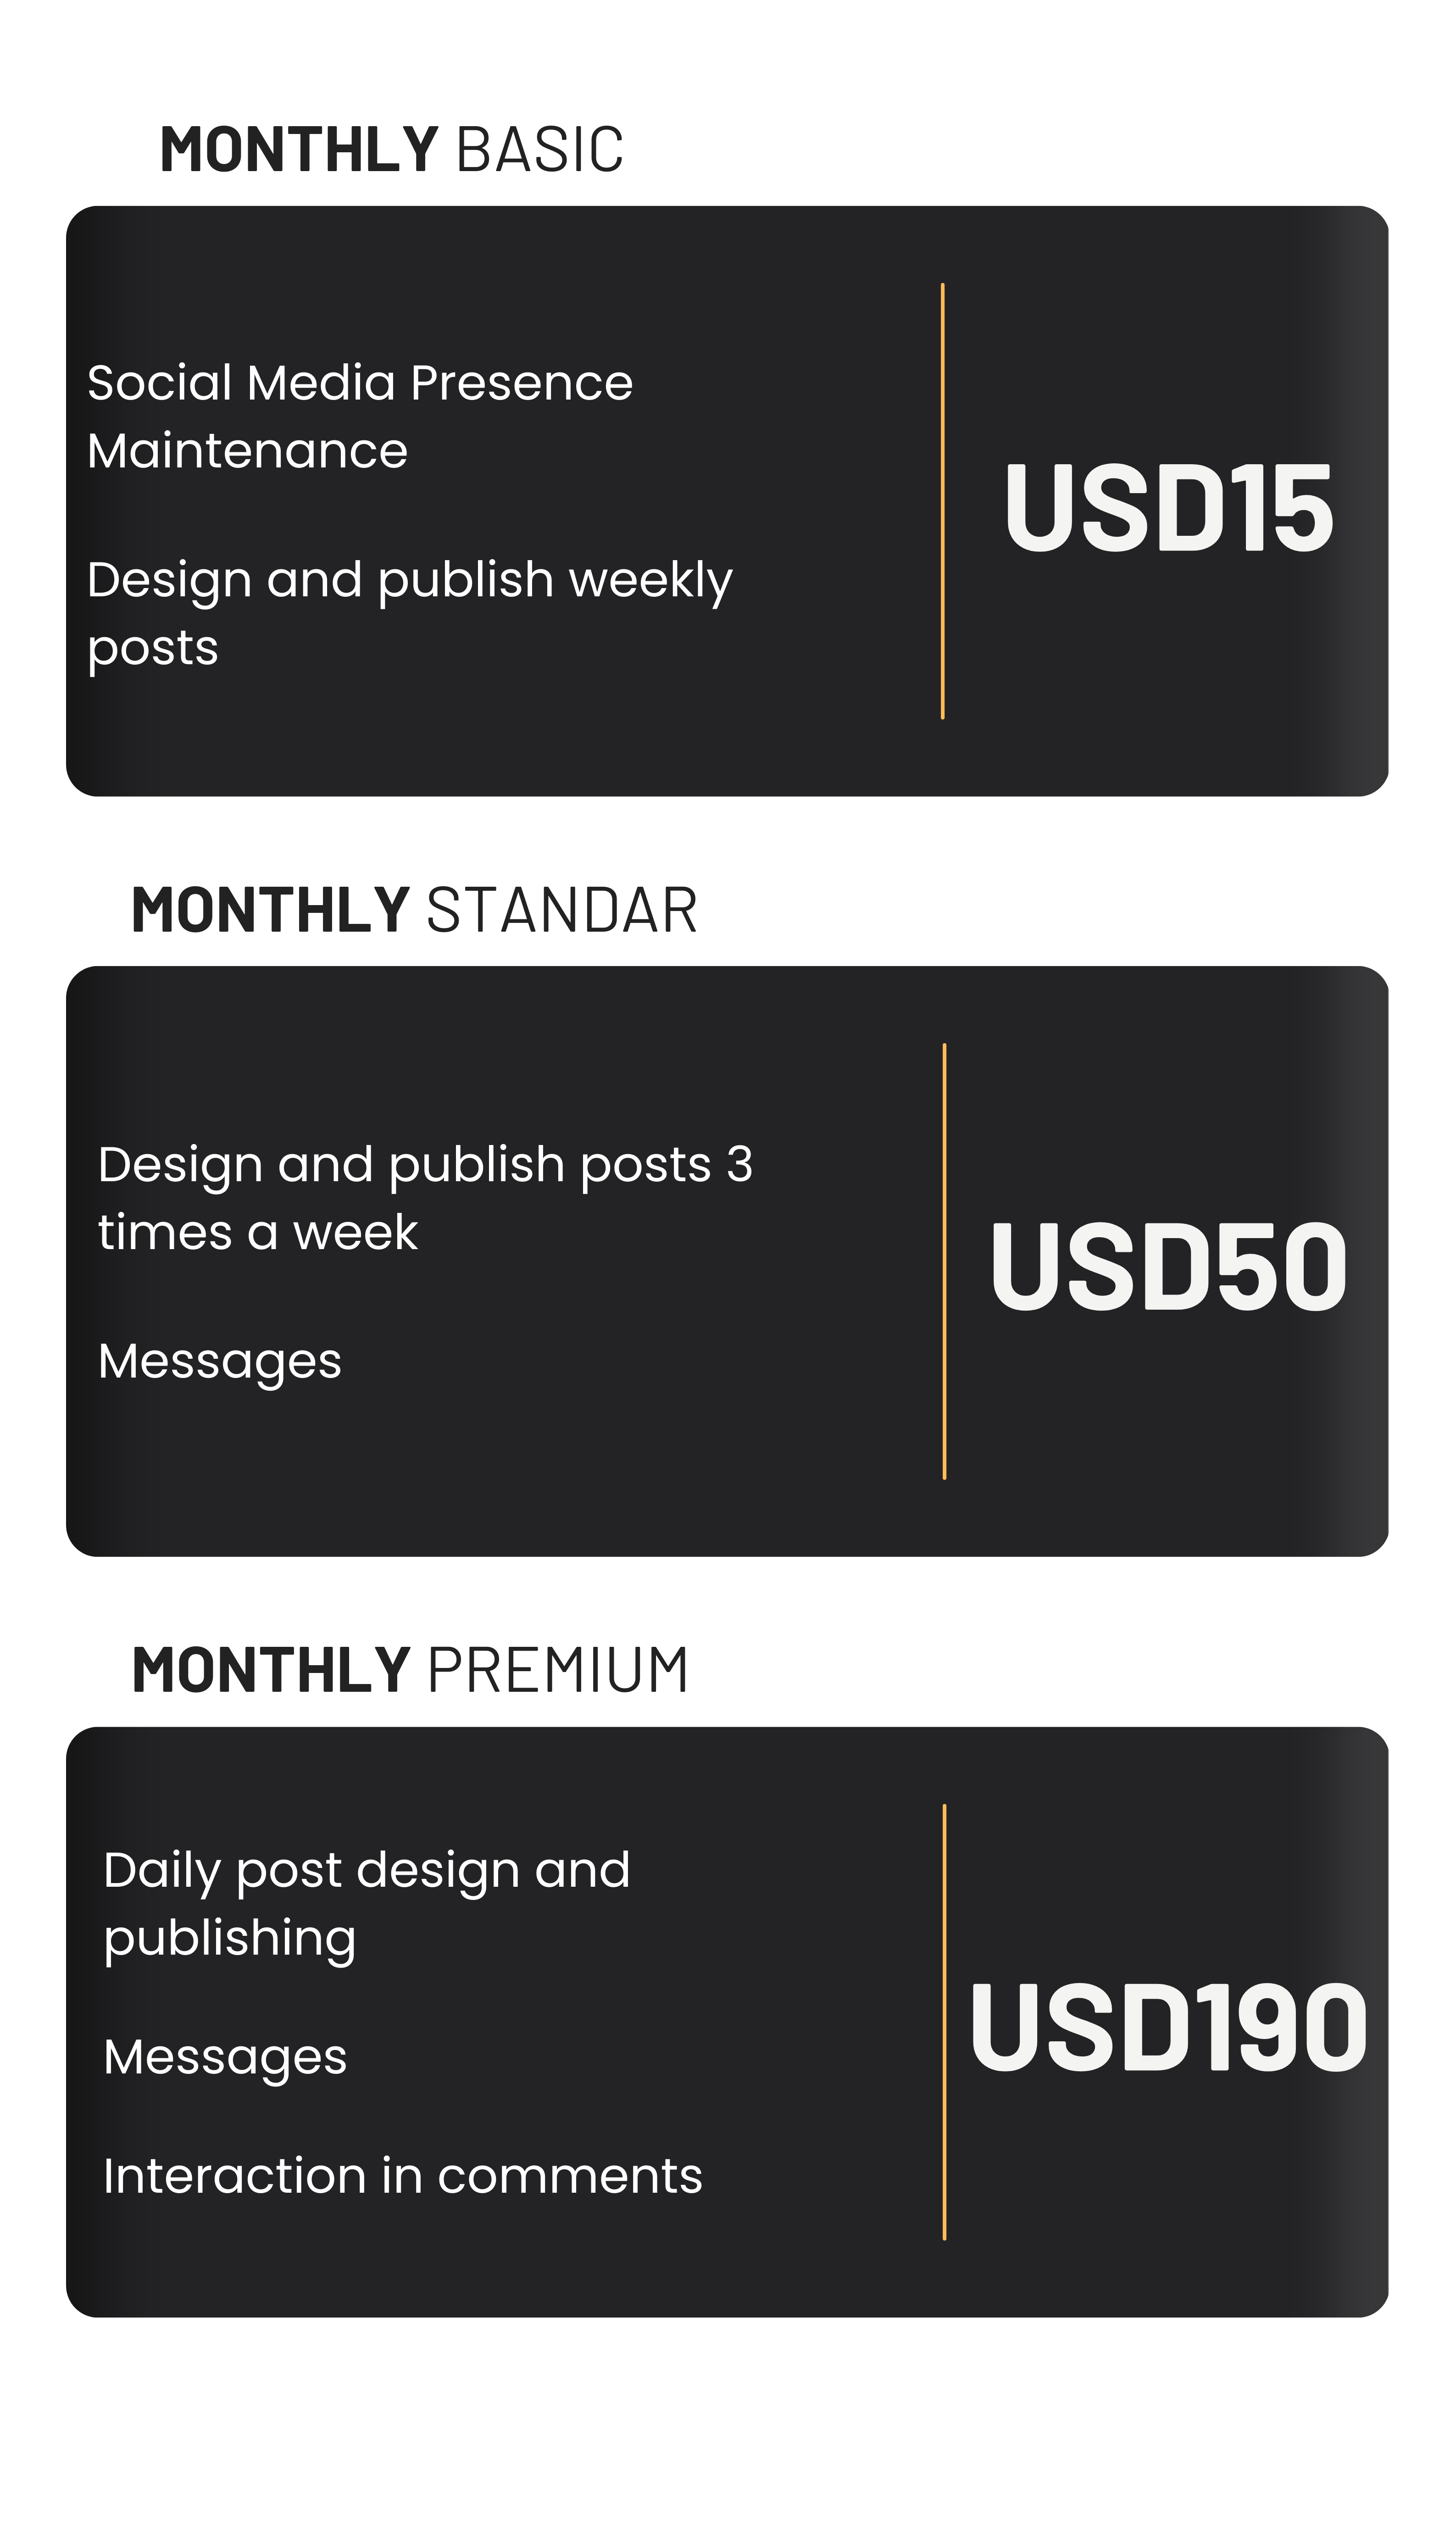 MONTHLY BASIC
Social Media Presence
Maintenance
Design and publish weekly
posts
USD15
MONTHLY STANDAR
Design and publish posts 3
times a week
Messages
USD50
MONTHLY PREMIUM
Daily post design and
publishing
Messages
Interaction in comments
USD190